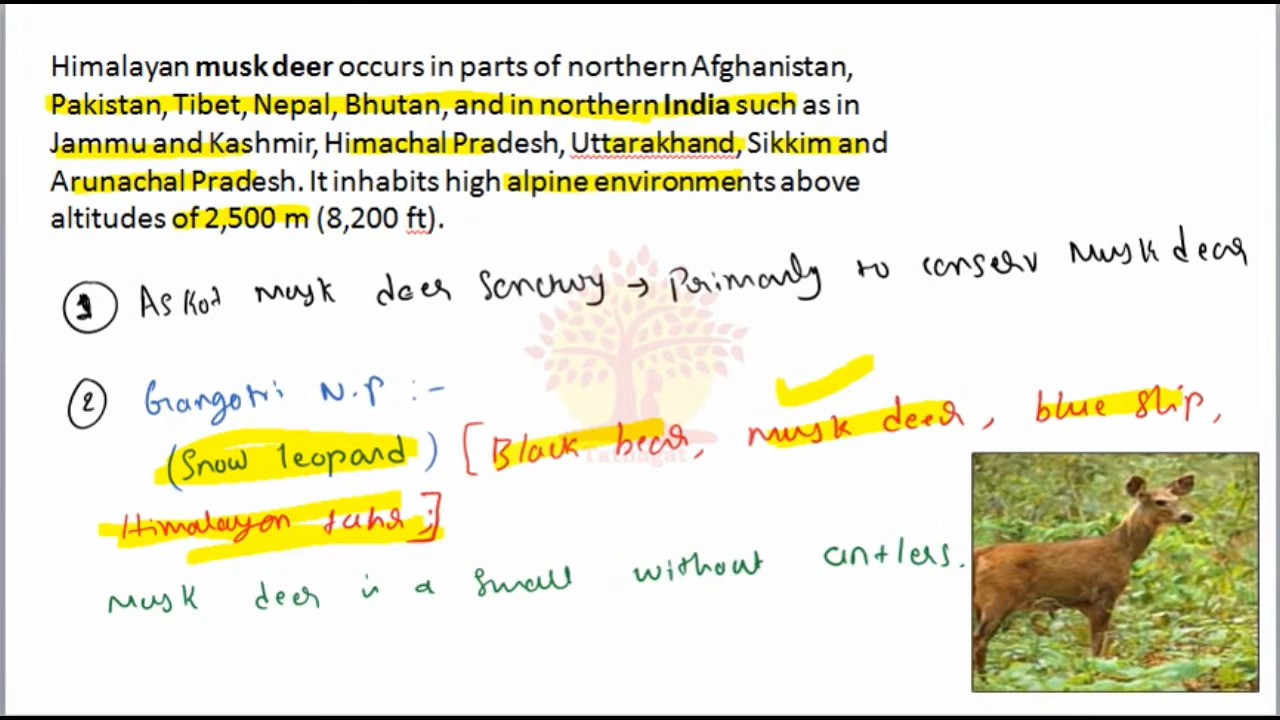 Himalayan musk deer occurs in parts of northern Afghanistan,
Pakistan, Tibet, Nepal, Bhutan, and in northern India such as in
Jammu and Kashmir, Himachal Pradesh, Uttarakhand, Sikkim and
Arunachal Pradesh. It inhabits high alpine environments above
altitudes of 2,500 m (8,200 ft).
1 Askot musk deer Sanctury → Primarly to conserv Musk dear
2 Gangotri N.P :-
(Snow leopard) [Black bear, musk deer, blue ship,
Himalayan tahr;]
Musk deer is a small without antlers.
Tathagat